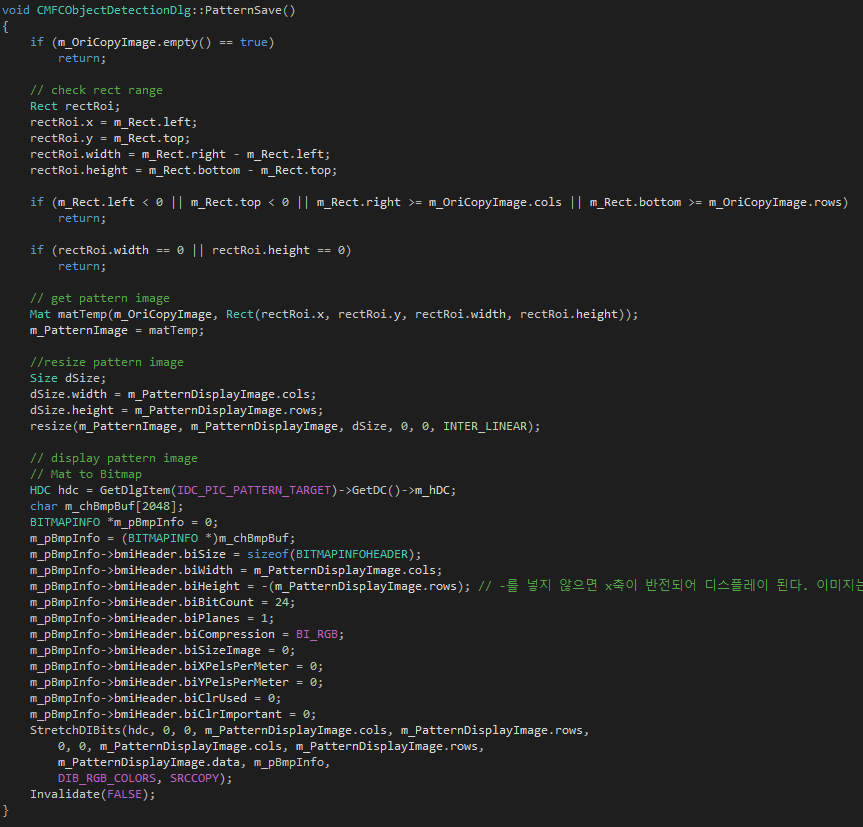 void CMFCObjectDetectionDlg::PatternSave()
{
    if (m_OriCopyImage.empty() == true)
        return;

    // check rect range
    Rect rectRoi;
    rectRoi.x = m_Rect.left;
    rectRoi.y = m_Rect.top;
    rectRoi.width = m_Rect.right - m_Rect.left;
    rectRoi.height = m_Rect.bottom - m_Rect.top;

    if (m_Rect.left < 0 || m_Rect.top < 0 || m_Rect.right >= m_OriCopyImage.cols || m_Rect.bottom >= m_OriCopyImage.rows)
        return;

    if (rectRoi.width == 0 || rectRoi.height == 0)
        return;

    // get pattern image
    Mat matTemp(m_OriCopyImage, Rect(rectRoi.x, rectRoi.y, rectRoi.width, rectRoi.height));
    m_PatternImage = matTemp;

    //resize pattern image
    Size dSize;
    dSize.width = m_PatternDisplayImage.cols;
    dSize.height = m_PatternDisplayImage.rows;
    resize(m_PatternImage, m_PatternDisplayImage, dSize, 0, 0, INTER_LINEAR);

    // display pattern image
    // Mat to Bitmap
    HDC hdc = GetDlgItem(IDC_PIC_PATTERN_TARGET)->GetDC()->m_hDC;
    char m_chBmpBuf[2048];
    BITMAPINFO *m_pBmpInfo = 0;
    m_pBmpInfo = (BITMAPINFO *)m_chBmpBuf;
    m_pBmpInfo->bmiHeader.biSize = sizeof(BITMAPINFOHEADER);
    m_pBmpInfo->bmiHeader.biWidth = m_PatternDisplayImage.cols;
    m_pBmpInfo->bmiHeader.biHeight = -(m_PatternDisplayImage.rows); // -를 넣지 않으면 x축이 반전되어 디스플레이 된다. 이미지는
    m_pBmpInfo->bmiHeader.biBitCount = 24;
    m_pBmpInfo->bmiHeader.biPlanes = 1;
    m_pBmpInfo->bmiHeader.biCompression = BI_RGB;
    m_pBmpInfo->bmiHeader.biSizeImage = 0;
    m_pBmpInfo->bmiHeader.biXPelsPerMeter = 0;
    m_pBmpInfo->bmiHeader.biYPelsPerMeter = 0;
    m_pBmpInfo->bmiHeader.biClrUsed = 0;
    m_pBmpInfo->bmiHeader.biClrImportant = 0;
    StretchDIBits(hdc, 0, 0, m_PatternDisplayImage.cols, m_PatternDisplayImage.rows,
        0, 0, m_PatternDisplayImage.cols, m_PatternDisplayImage.rows,
        m_PatternDisplayImage.data, m_pBmpInfo,
        DIB_RGB_COLORS, SRCCOPY);
    Invalidate(FALSE);
}